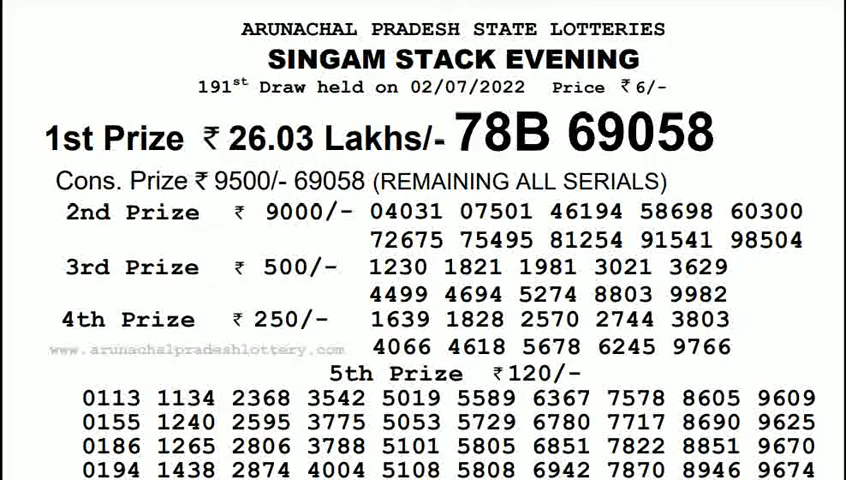 ARUNACHAL PRADESH STATE LOTTERIES
SINGAM STACK EVENING
191st Draw held on 02/07/2022 Price ₹ 6/-
1st Prize ₹ 26.03 Lakhs/- 78B 69058
Cons. Prize ₹ 9500/- 69058 (REMAINING ALL SERIALS)
2nd Prize ₹ 9000/- 04031 07501 46194 58698 60300
72675 75495 81254 91541 98504
3rd Prize ₹ 500/- 1230 1821 1981 3021 3629
4499 4694 5274 8803 9982
4th Prize ₹ 250/- 1639 1828 2570 2744 3803
www.arunachalpradeshlottery.com 4066 4618 5678 6245 9766
5th Prize ₹120/-
0113 1134 2368 3542 5019 5589 6367 7578 8605 9609
0155 1240 2595 3775 5053 5729 6780 7717 8690 9625
0186 1265 2806 3788 5101 5805 6851 7822 8851 9670
0194 1438 2874 4004 5108 5808 6942 7870 8946 9674